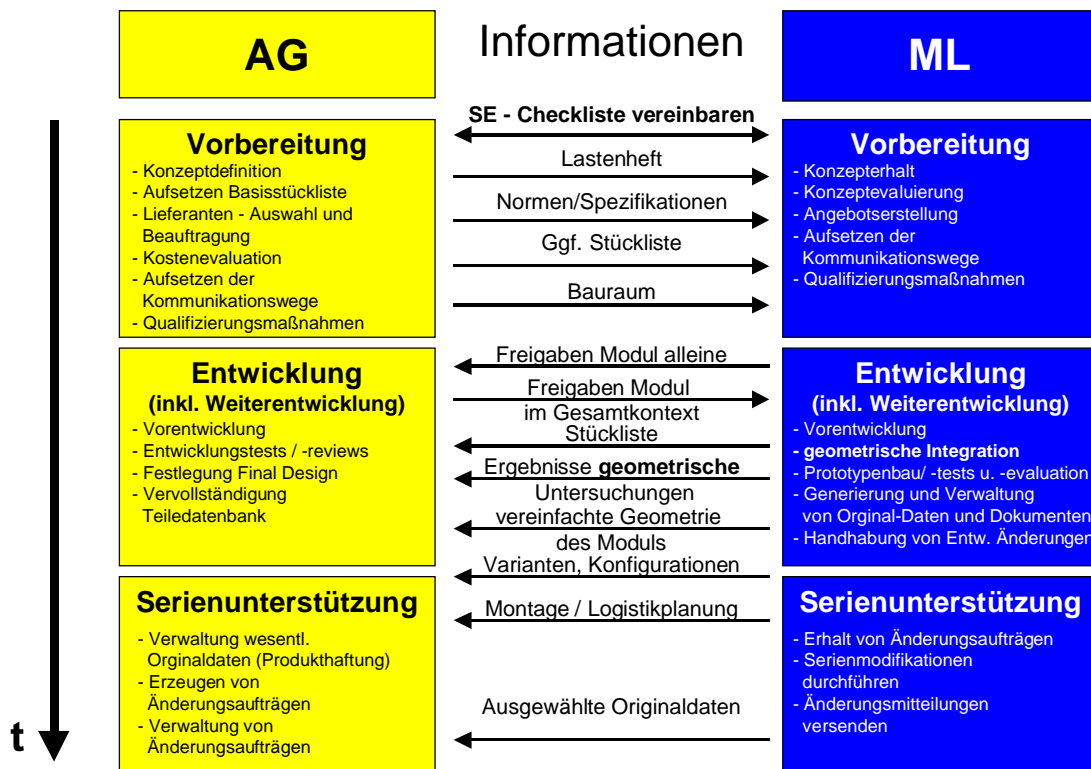 AG
Informationen
ML
t
Vorbereitung
- Konzeptdefinition
- Aufsetzen Basisstückliste
- Lieferanten - Auswahl und
Beauftragung
- Kostenevaluation
- Aufsetzen der
Kommunikationswege
- Qualifizierungsmaßnahmen
SE - Checkliste vereinbaren
Lastenheft
Normen/Spezifikationen
Ggf. Stückliste
Bauraum
Vorbereitung
- Konzepterhalt
- Konzeptevaluierung
- Angebotserstellung
- Aufsetzen der
Kommunikationswege
- Qualifizierungsmaßnahmen
Entwicklung
(inkl. Weiterentwicklung)
- Vorentwicklung
- Entwicklungstests / -reviews
- Festlegung Final Design
- Vervollständigung
Teiledatenbank
Freigaben Modul alleine
Freigaben Modul
im Gesamtkontext
Stückliste
Ergebnisse geometrische
Untersuchungen
vereinfachte Geometrie
des Moduls
Varianten, Konfigurationen
Entwicklung
(inkl. Weiterentwicklung)
- Vorentwicklung
- geometrische Integration
- Prototypenbau/ -tests u. -evaluation
- Generierung und Verwaltung
von Orginal-Daten und Dokumenten
- Handhabung von Entw. Änderungen
Serienunterstützung
- Verwaltung wesentl.
Orginaldaten (Produkthaftung)
- Erzeugen von
Änderungsaufträgen
- Verwaltung von
Änderungsaufträgen
Montage / Logistikplanung
Ausgewählte Originaldaten
Serienunterstützung
- Erhalt von Änderungsaufträgen
- Serienmodifikationen
durchführen
- Änderungsmitteilungen
versenden